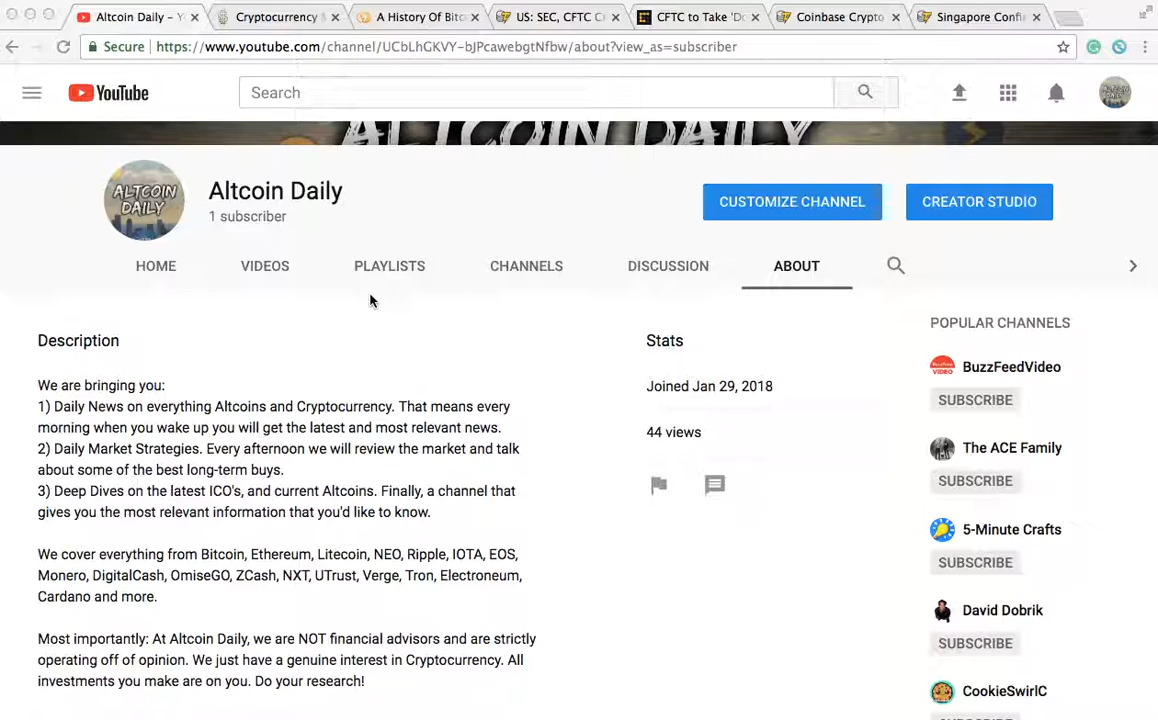 Altcoin Daily – Y
Cryptocurrency M
A History Of Bitc
US: SEC, CFTC C
CFTC to Take 'Do
Coinbase Crypto
Singapore Confi
Secure
https://www.youtube.com/channel/UCbLhGKVY-bJPcawebgtNfbw/about?view_as=subscriber
YouTube
Search
ALTCOIN DAILY
ALTCOIN DAILY
Altcoin Daily
1 subscriber
CUSTOMIZE CHANNEL
CREATOR STUDIO
HOME
VIDEOS
PLAYLISTS
CHANNELS
DISCUSSION
ABOUT
Description
We are bringing you:
1) Daily News on everything Altcoins and Cryptocurrency. That means every
morning when you wake up you will get the latest and most relevant news.
2) Daily Market Strategies. Every afternoon we will review the market and talk
about some of the best long-term buys.
3) Deep Dives on the latest ICO's, and current Altcoins. Finally, a channel that
gives you the most relevant information that you'd like to know.
We cover everything from Bitcoin, Ethereum, Litecoin, NEO, Ripple, IOTA, EOS,
Monero, DigitalCash, OmiseGO, ZCash, NXT, UTrust, Verge, Tron, Electroneum,
Cardano and more.
Most importantly: At Altcoin Daily, we are NOT financial advisors and are strictly
operating off of opinion. We just have a genuine interest in Cryptocurrency. All
investments you make are on you. Do your research!
Stats
Joined Jan 29, 2018
44 views
POPULAR CHANNELS
BuzzFeedVideo
SUBSCRIBE
The ACE Family
SUBSCRIBE
5-Minute Crafts
SUBSCRIBE
David Dobrik
SUBSCRIBE
CookieSwirlC